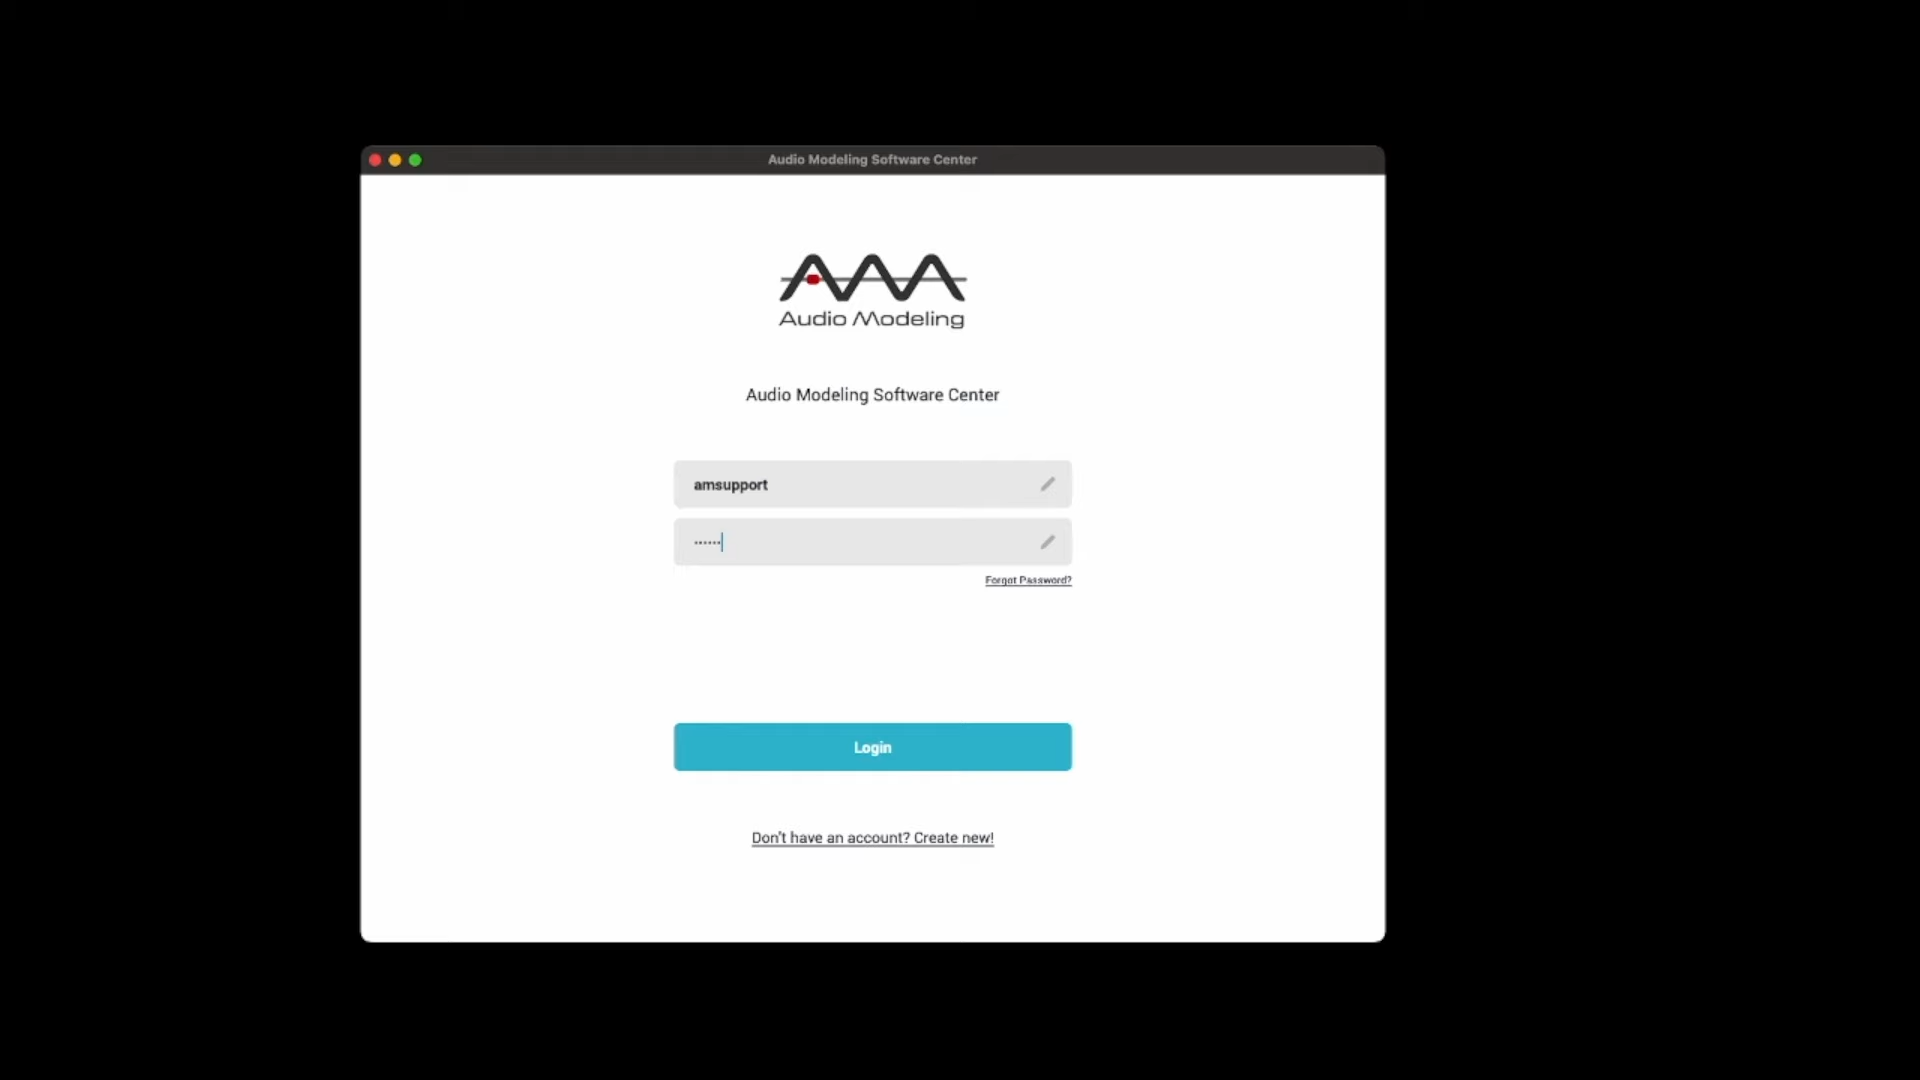 Audio Modeling Software Center
Audio Modeling
Audio Modeling Software Center
amsupport
••••••
Forgot Password?
Login
Don't have an account? Create new!